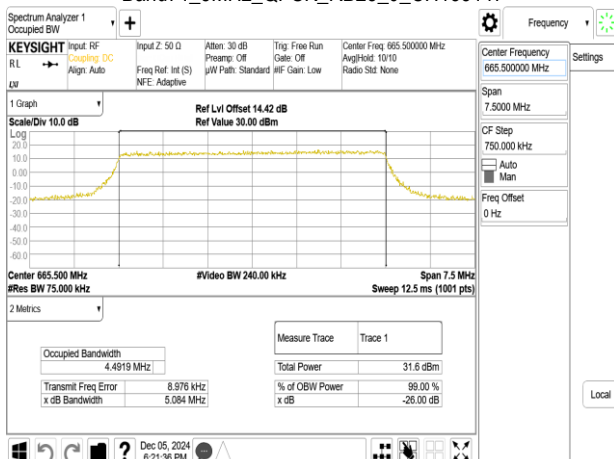 Spectrum Analyzer 1
Occupied BW
Frequency
KEYSIGHT
Input: RF
Coupling: DC
Align: Auto
Input Z: 50 Ω
Freq Ref: Int (S)
NFE: Adaptive
Atten: 30 dB
Preamp: Off
µW Path: Standard
Trig: Free Run
Gate: Off
#IF Gain: Low
Center Freq: 665.500000 MHz
Avg|Hold: 10/10
Radio Std: None
RL
LXI
Center Frequency
665.500000 MHz
Settings
Span
7.5000 MHz
CF Step
750.000 kHz
Auto
Man
Freq Offset
0 Hz
1 Graph
Scale/Div 10.0 dB
Ref Lvl Offset 14.42 dB
Ref Value 30.00 dBm
Log
20.0
10.0
0.00
-10.0
-20.0
-30.0
-40.0
-50.0
-60.0
Center 665.500 MHz
#Video BW 240.00 kHz
Span 7.5 MHz
#Res BW 75.000 kHz
Sweep 12.5 ms (1001 pts)
2 Metrics
Measure Trace
Trace 1
Occupied Bandwidth
4.4919 MHz
Total Power
31.6 dBm
Transmit Freq Error
8.976 kHz
% of OBW Power
99.00 %
x dB Bandwidth
5.084 MHz
x dB
-26.00 dB
Local
Dec 05, 2024
6:21:36 PM